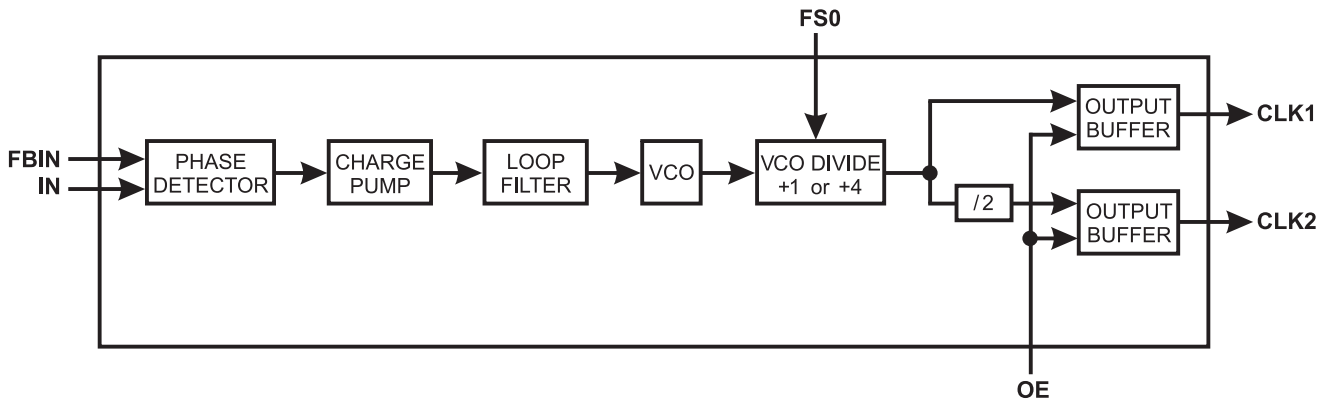 FS0
FBIN
IN
PHASE
DETECTOR
CHARGE
PUMP
LOOP
FILTER
VCO
VCO DIVIDE
+1 or +4
/2
OUTPUT
BUFFER
CLK1
OUTPUT
BUFFER
CLK2
OE